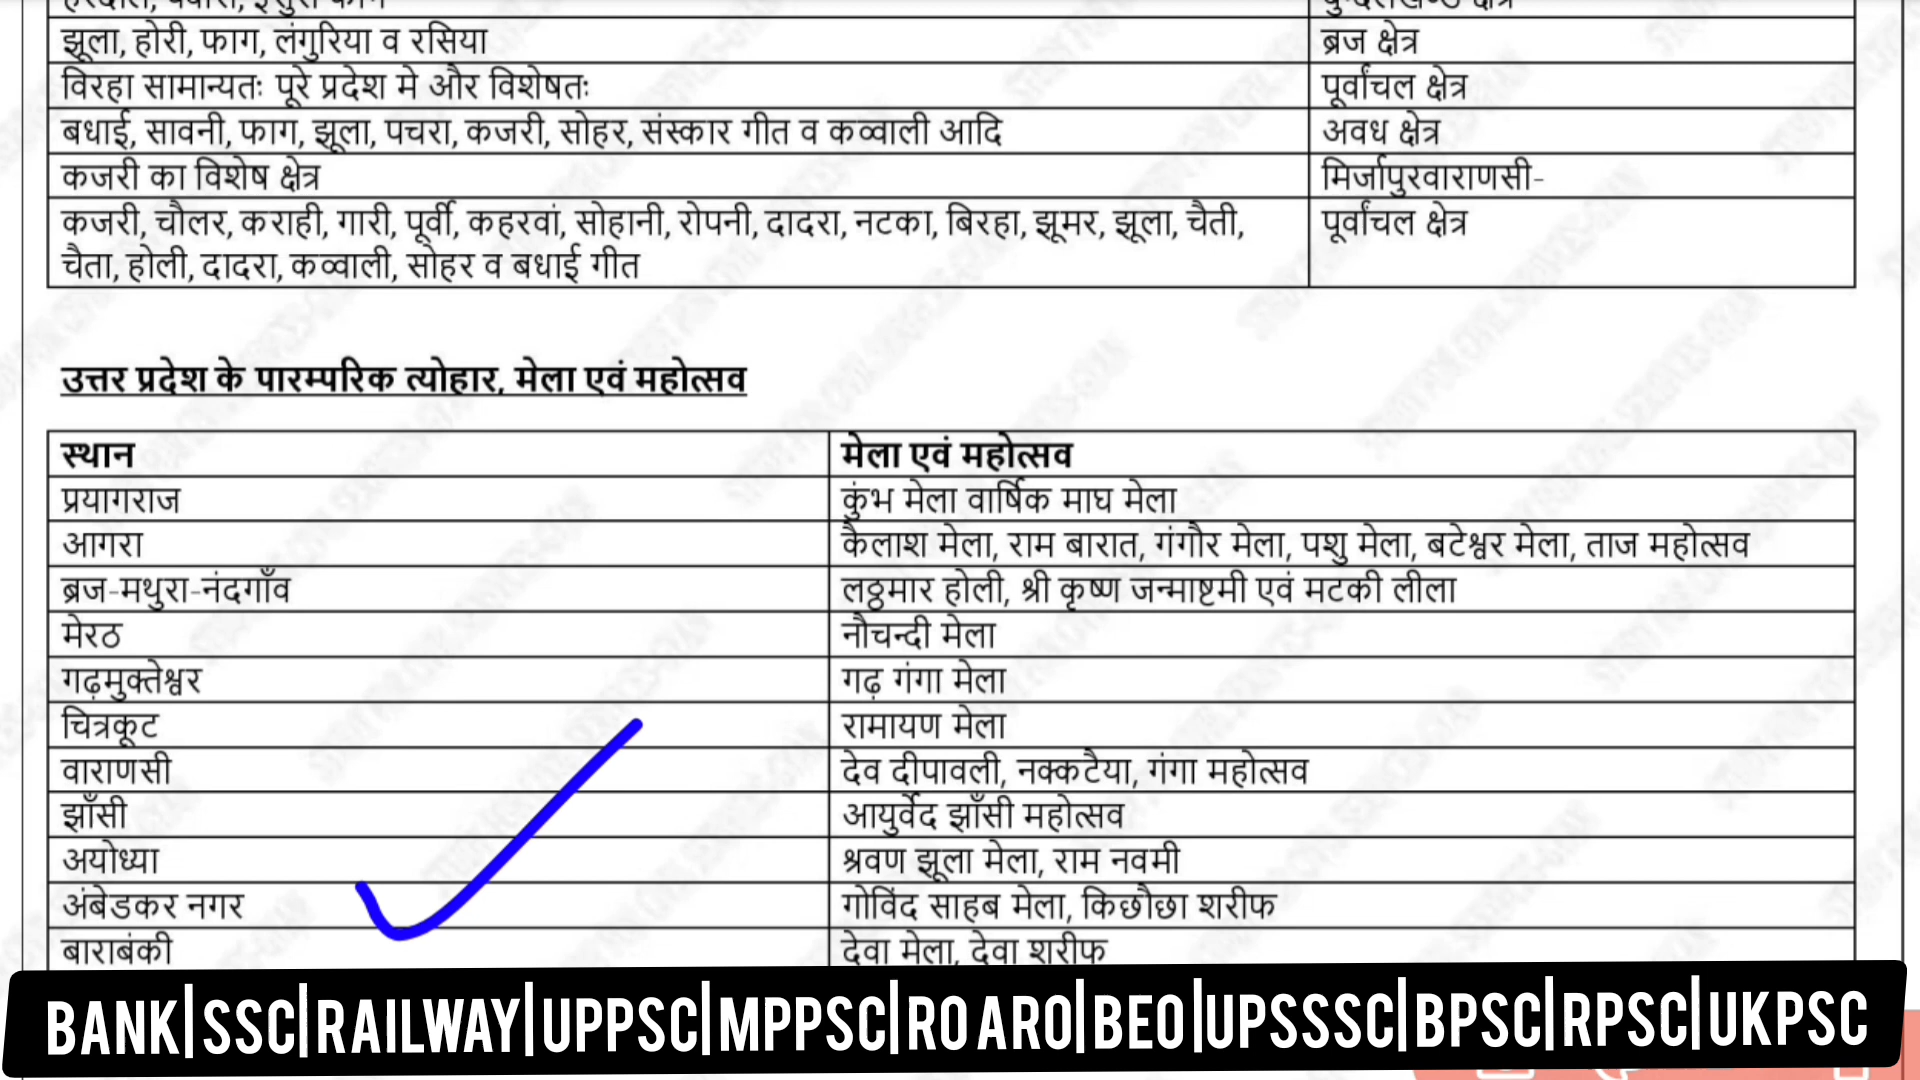 झूला, होरी, फाग, लंगुरिया व रसिया ब्रज क्षेत्र
विरहा सामान्यतः पूरे प्रदेश मे और विशेषतः पूर्वांचल क्षेत्र
बधाई, सावनी, फाग, झूला, पचरा, कजरी, सोहर, संस्कार गीत व कव्वाली आदि अवध क्षेत्र
कजरी का विशेष क्षेत्र मिर्जापुरवाराणसी-
कजरी, चौलर, कराही, गारी, पूर्वी, कहरवां, सोहानी, रोपनी, दादरा, नटका, बिरहा, झूमर, झूला, चैती, पूर्वांचल क्षेत्र
चैता, होली, दादरा, कव्वाली, सोहर व बधाई गीत
उत्तर प्रदेश के पारम्परिक त्योहार, मेला एवं महोत्सव
स्थान मेला एवं महोत्सव
प्रयागराज कुंभ मेला वार्षिक माघ मेला
आगरा कैलाश मेला, राम बारात, गंगौर मेला, पशु मेला, बटेश्वर मेला, ताज महोत्सव
ब्रज-मथुरा-नंदगाँव लठ्ठमार होली, श्री कृष्ण जन्माष्टमी एवं मटकी लीला
मेरठ नौचन्दी मेला
गढ़मुक्तेश्वर गढ़ गंगा मेला
चित्रकूट रामायण मेला
वाराणसी देव दीपावली, नक्कटैया, गंगा महोत्सव
झाँसी आयुर्वेद झाँसी महोत्सव
अयोध्या श्रवण झूला मेला, राम नवमी
अंबेडकर नगर गोविंद साहब मेला, किछौछा शरीफ
बाराबंकी देवा मेला, देवा शरीफ
BANK|SSC|RAILWAY|UPPSC|MPPSC|RO ARO|BEO|UPSSSC|BPSC|RPSC|UKPSC